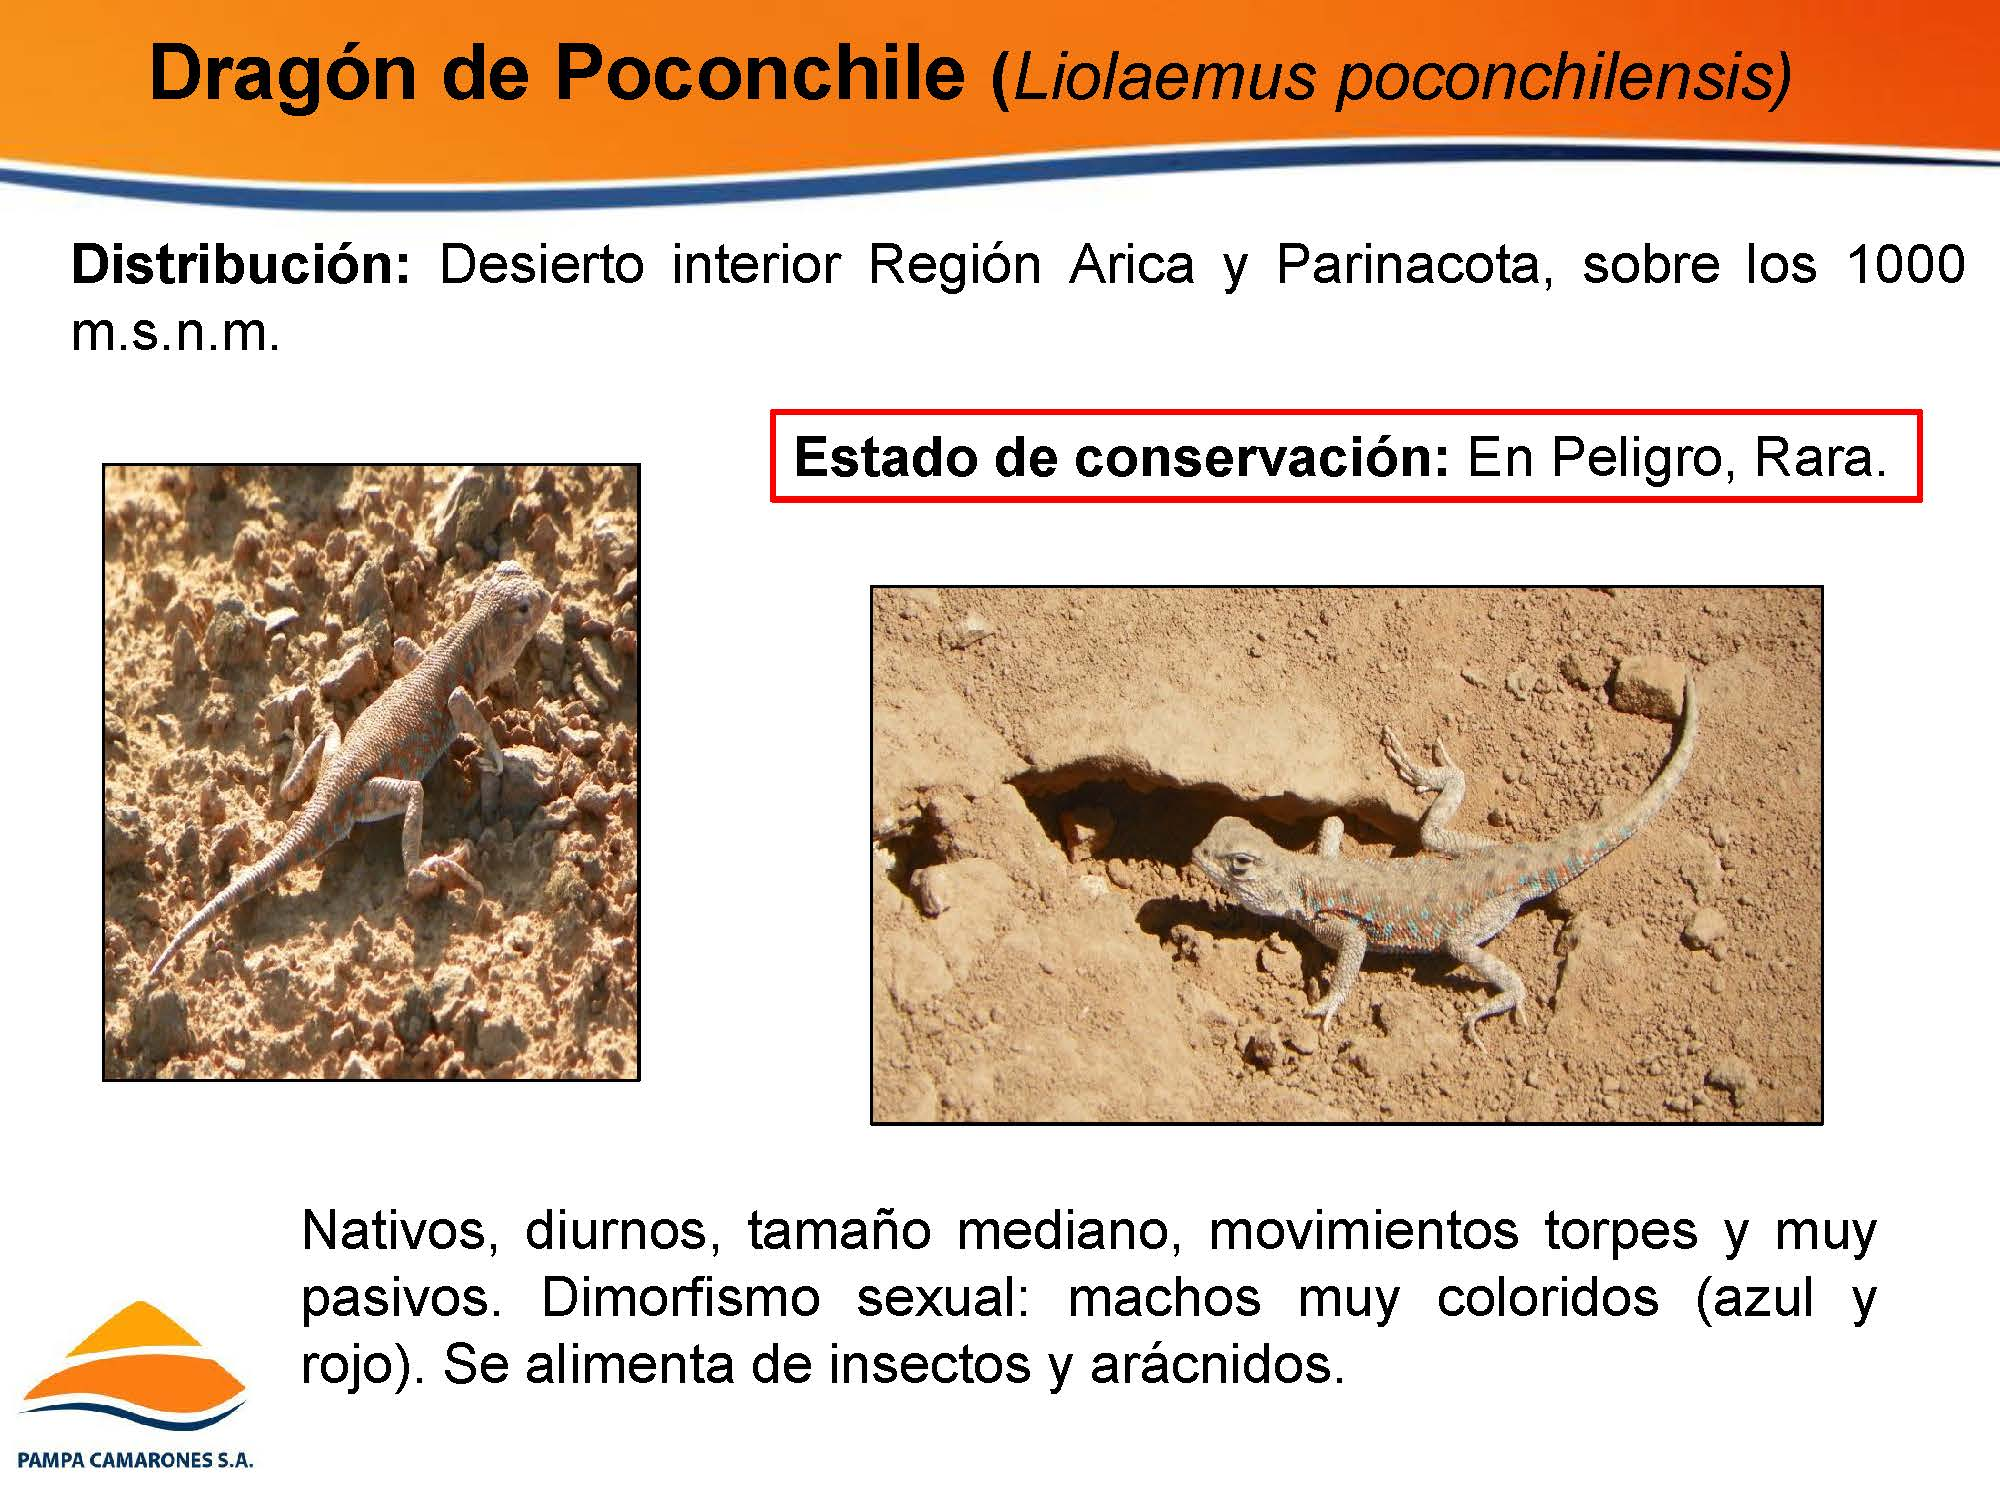 Dragón de Poconchile (Liolaemus poconchilensis)
Distribución: Desierto interior Región Arica y Parinacota, sobre los 1000
m.s.n.m.
Estado de conservación: En Peligro, Rara.
Nativos, diurnos, tamaño mediano, movimientos torpes y muy
pasivos. Dimorfismo sexual: machos muy coloridos (azul y
rojo). Se alimenta de insectos y arácnidos.
PAMPA CAMARONES S.A.